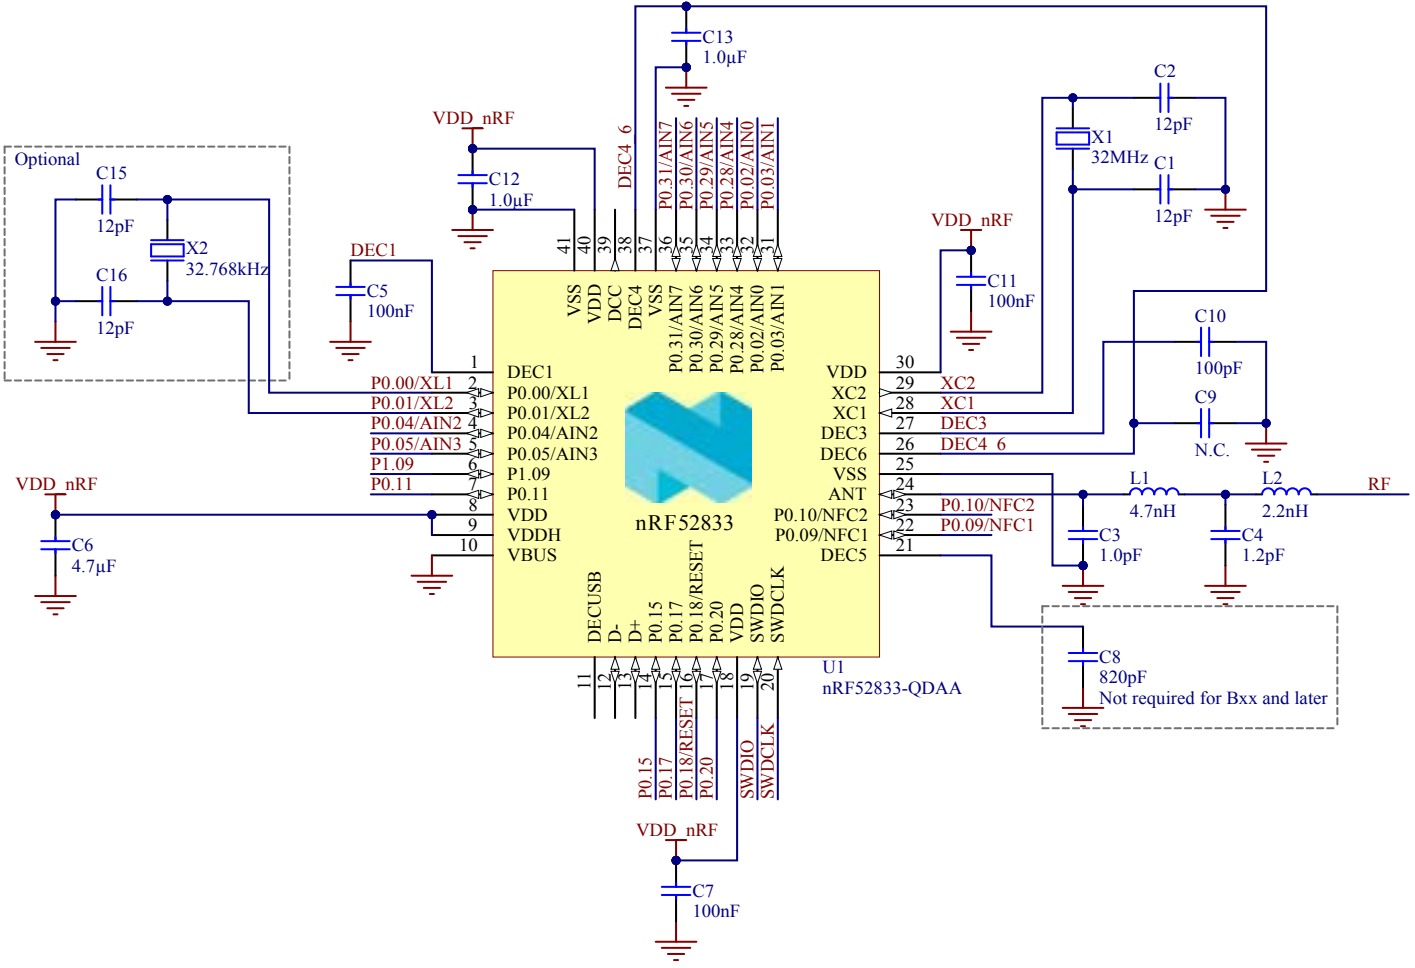 C13
1.0µF
C2
12pF
X1
32MHz
C1
12pF
VDD_nRF
C12
1.0µF
DEC4_6
P0.31/AIN7
P0.30/AIN6
P0.29/AIN5
P0.28/AIN4
P0.02/AIN0
P0.03/AIN1
Optional
C15
12pF
X2
32.768kHz
C16
12pF
DEC1
C5
100nF
VDD_nRF
C11
100nF
C10
100pF
C9
N.C.
41
40
39
38
37
36
35
34
33
32
31
VSS
VDD
DCC
DEC4
VSS
P0.31/AIN7
P0.30/AIN6
P0.29/AIN5
P0.28/AIN4
P0.02/AIN0
P0.03/AIN1
1 DEC1
P0.00/XL1 2 P0.00/XL1
P0.01/XL2 3 P0.01/XL2
P0.04/AIN2 4 P0.04/AIN2
P0.05/AIN3 5 P0.05/AIN3
P1.09 6 P1.09
P0.11 7 P0.11
8 VDD
9 VDDH
10 VBUS
VDD 30
XC2 29 XC2
XC1 28 XC1
DEC3 27 DEC3
DEC6 26 DEC4_6
VSS 25
ANT 24
P0.10/NFC2 23 P0.10/NFC2
P0.09/NFC1 22 P0.09/NFC1
DEC5 21
nRF52833
VDD_nRF
C6
4.7µF
L1
4.7nH
L2
2.2nH
RF
C3
1.0pF
C4
1.2pF
DECUSB
D-
D+
P0.15
P0.17
P0.18/RESET
P0.20
VDD
SWDIO
SWDCLK
11
12
13
14
15
16
17
18
19
20
U1
nRF52833-QDAA
C8
820pF
Not required for Bxx and later
P0.15
P0.17
P0.18/RESET
P0.20
SWDIO
SWDCLK
VDD_nRF
C7
100nF